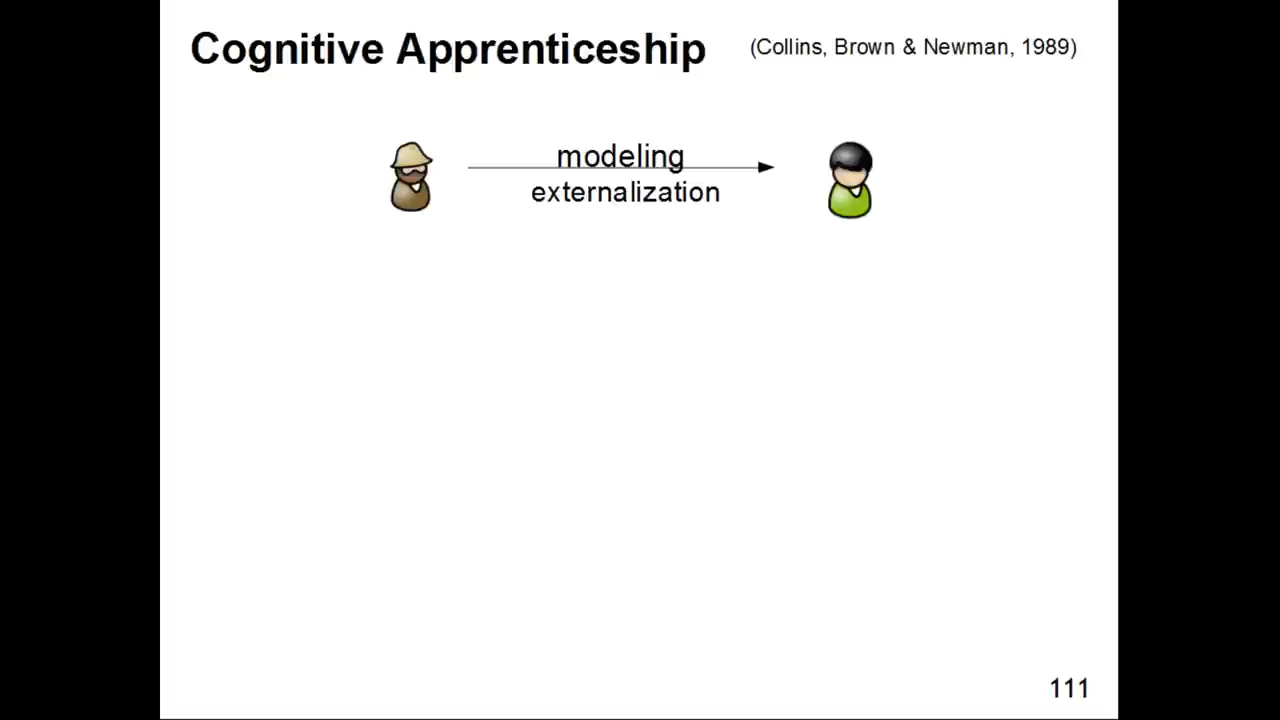 Cognitive Apprenticeship (Collins, Brown & Newman, 1989)
modeling
externalization
111